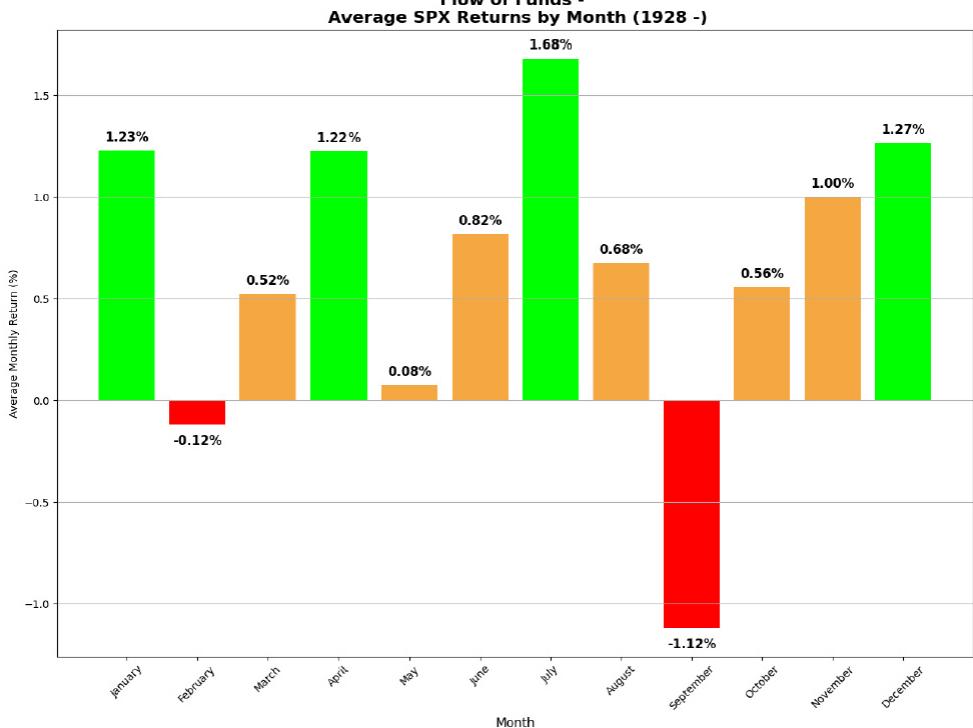 Flow of Funds -
Average SPX Returns by Month (1928 -)
1.68%
1.23%
1.22%
1.27%
1.00%
0.82%
0.68%
0.52%
0.56%
0.08%
-0.12%
-1.12%
Average Monthly Return (%)
1.5
1.0
0.5
0.0
−0.5
−1.0
January
February
March
April
May
June
July
August
September
October
November
December
Month